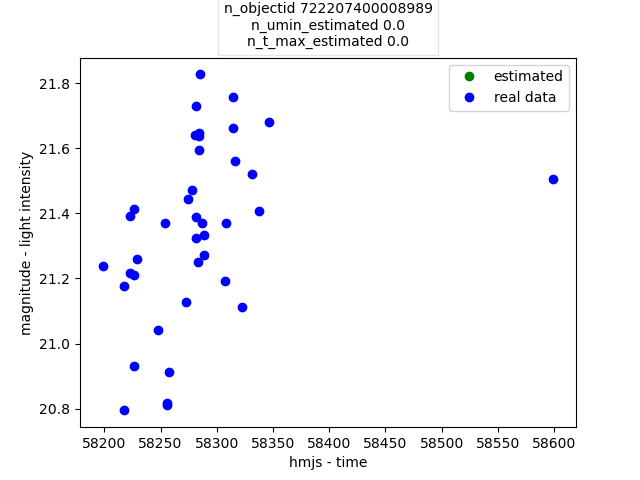 n_objectid 722207400008989
n_umin_estimated 0.0
n_t_max_estimated 0.0
estimated
real data
magnitude - light intensity
21.8
21.6
21.4
21.2
21.0
20.8
58200 58250 58300 58350 58400 58450 58500 58550 58600
hmjs - time